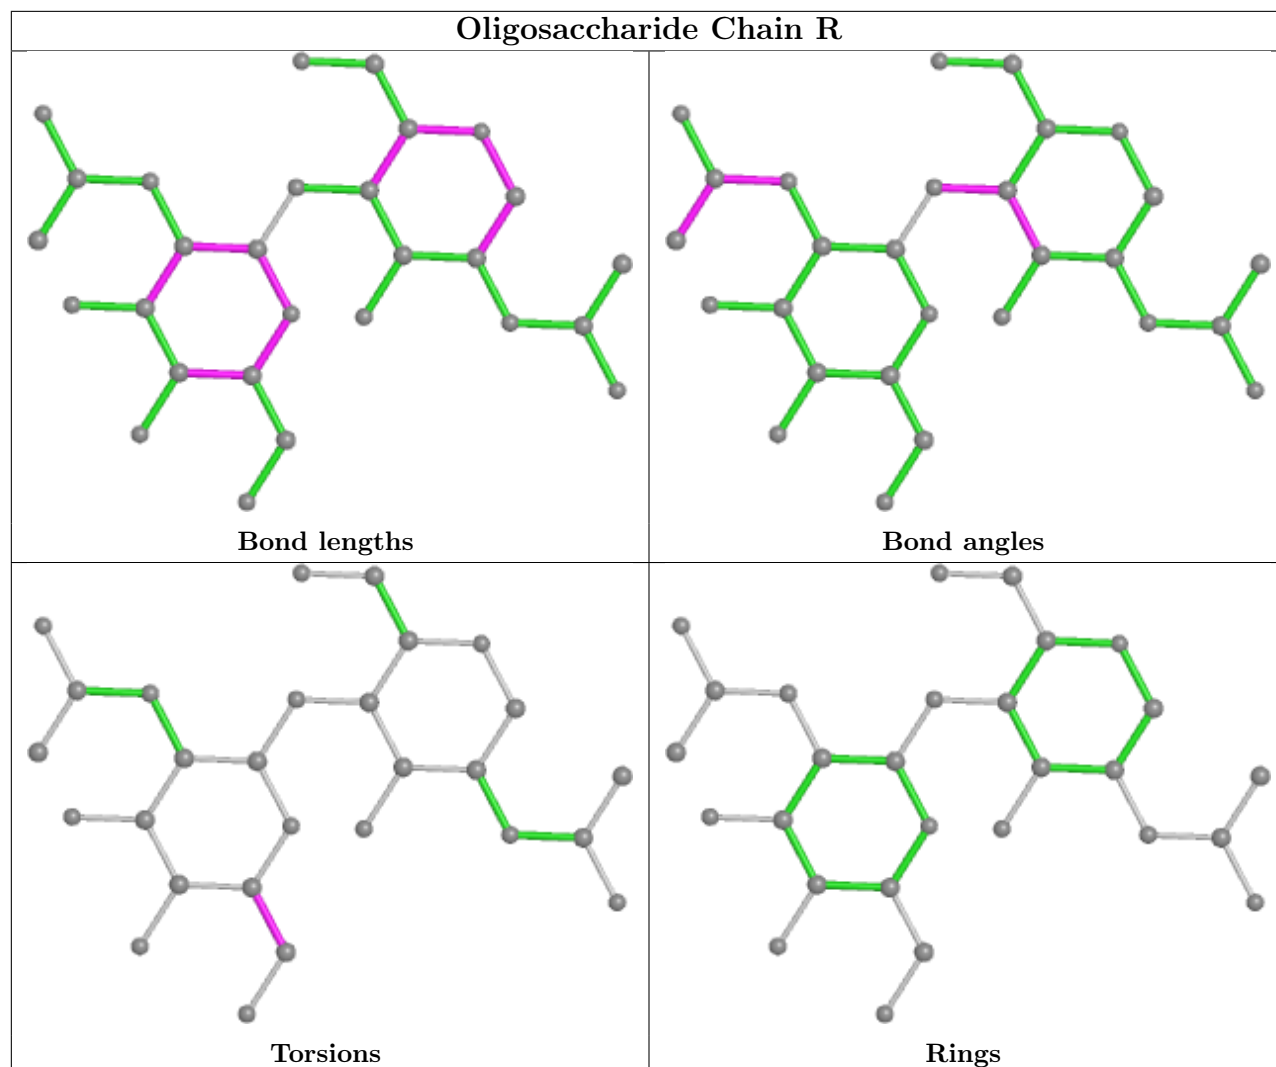 Oligosaccharide Chain R
Bond lengths
Bond angles
Torsions
Rings